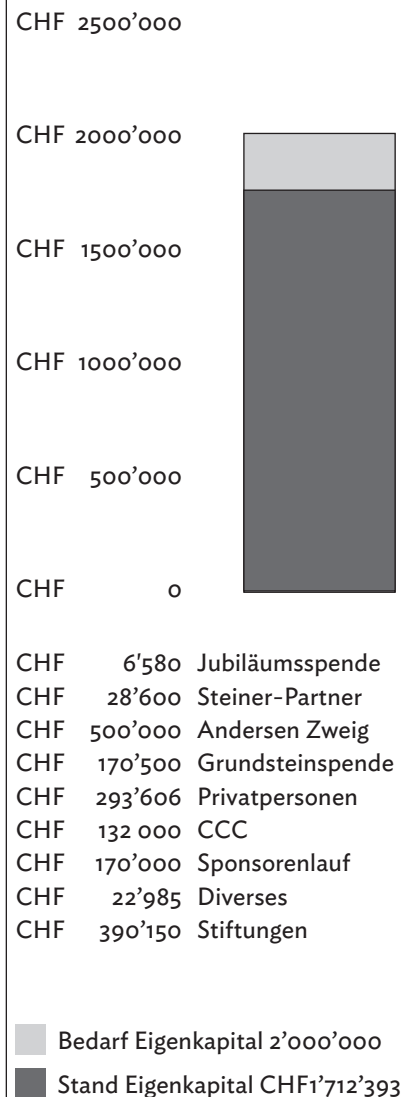 CHF 2500’000
CHF 2000’000
CHF 1500’000
CHF 1000’000
CHF 500’000
CHF 0
CHF 6'580 Jubiläumsspende
CHF 28’600 Steiner-Partner
CHF 500’000 Andersen Zweig
CHF 170’500 Grundsteinspende
CHF 293’606 Privatpersonen
CHF 132 000 CCC
CHF 170’000 Sponsorenlauf
CHF 22’985 Diverses
CHF 390’150 Stiftungen
Bedarf Eigenkapital 2’000’000
Stand Eigenkapital CHF1’712’393